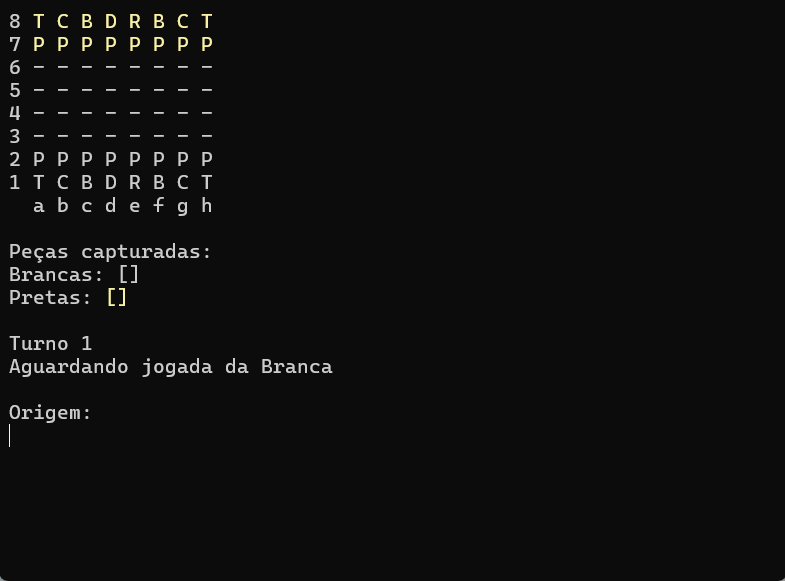 8 T C B D R B C T
7 P P P P P P P P
6 - - - - - - - -
5 - - - - - - - -
4 - - - - - - - -
3 - - - - - - - -
2 P P P P P P P P
1 T C B D R B C T
  a b c d e f g h
Peças capturadas:
Brancas: []
Pretas: []
Turno 1
Aguardando jogada da Branca
Origem: